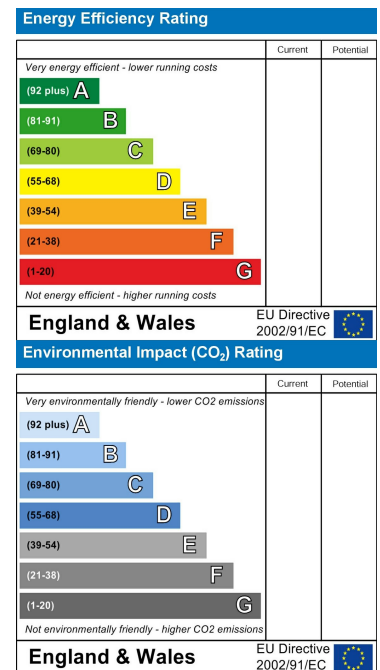 Energy Efficiency Rating
Current Potential
Very energy efficient - lower running costs
(92 plus) A
(81-91) B
(69-80) C
(55-68) D
(39-54) E
(21-38) F
(1-20) G
Not energy efficient - higher running costs
England & Wales
EU Directive
2002/91/EC
Environmental Impact (CO₂) Rating
Current Potential
Very environmentally friendly - lower CO2 emissions
(92 plus) A
(81-91) B
(69-80) C
(55-68) D
(39-54) E
(21-38) F
(1-20) G
Not environmentally friendly - higher CO2 emissions
England & Wales
EU Directive
2002/91/EC